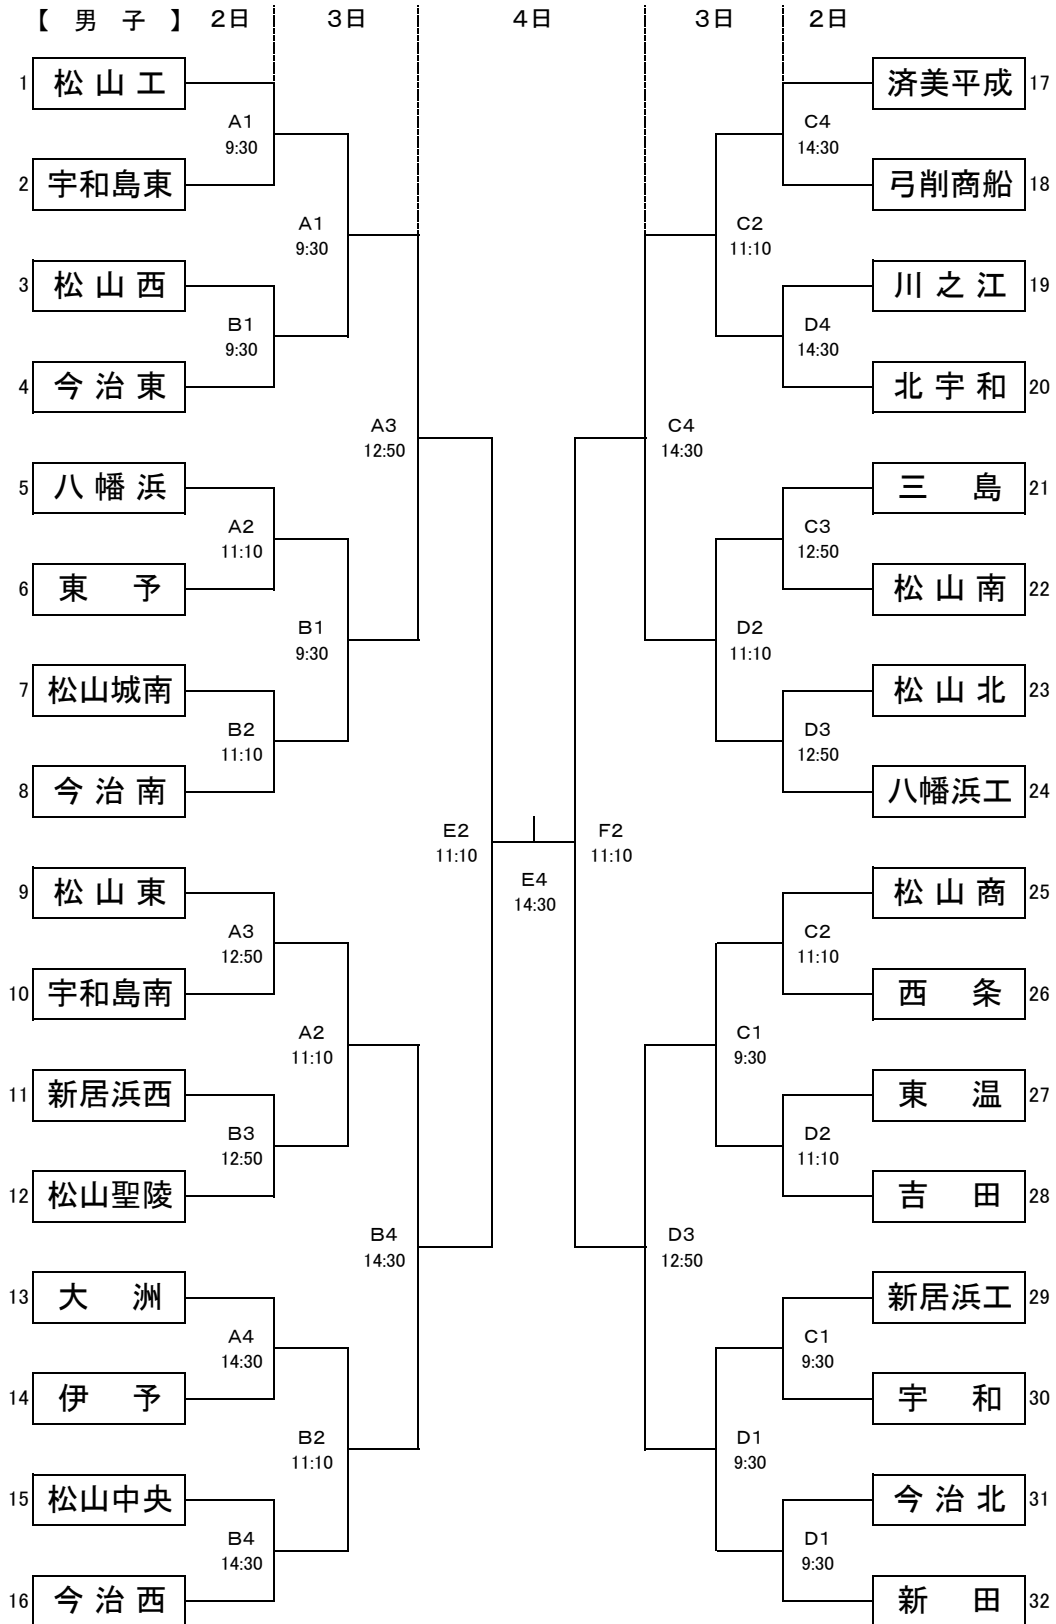 【 男 子 】 2日 3日 4日 3日 2日
1 松山工
A1
9:30
2 宇和島東
A1
9:30
3 松山西
B1
9:30
4 今治東
A3
12:50
5 八幡浜
A2
11:10
6 東 予
B1
9:30
7 松山城南
B2
11:10
8 今治南
E2
11:10
9 松山東
A3
12:50
10 宇和島南
A2
11:10
11 新居浜西
B3
12:50
12 松山聖陵
B4
14:30
13 大 洲
A4
14:30
14 伊 予
B2
11:10
15 松山中央
B4
14:30
16 今治西
E4
14:30
済美平成 17
C4
14:30
弓削商船 18
C2
11:10
川之江 19
D4
14:30
北宇和 20
C4
14:30
三 島 21
C3
12:50
松山南 22
D2
11:10
松山北 23
D3
12:50
八幡浜工 24
F2
11:10
松山商 25
C2
11:10
西 条 26
C1
9:30
東 温 27
D2
11:10
吉 田 28
D3
12:50
新居浜工 29
C1
9:30
宇 和 30
D1
9:30
今治北 31
D1
9:30
新 田 32